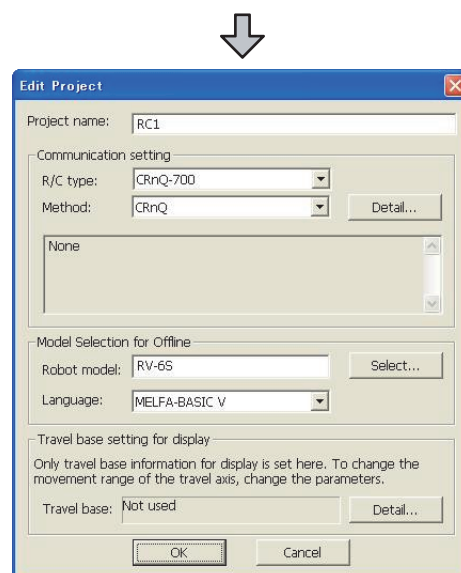 Edit Project
Project name: RC1
Communication setting
R/C type: CRnQ-700
Method: CRnQ Detail...
None
Model Selection for Offline
Robot model: RV-6S Select...
Language: MELFA-BASIC V
Travel base setting for display
Only travel base information for display is set here. To change the
movement range of the travel axis, change the parameters.
Travel base: Not used Detail...
OK Cancel